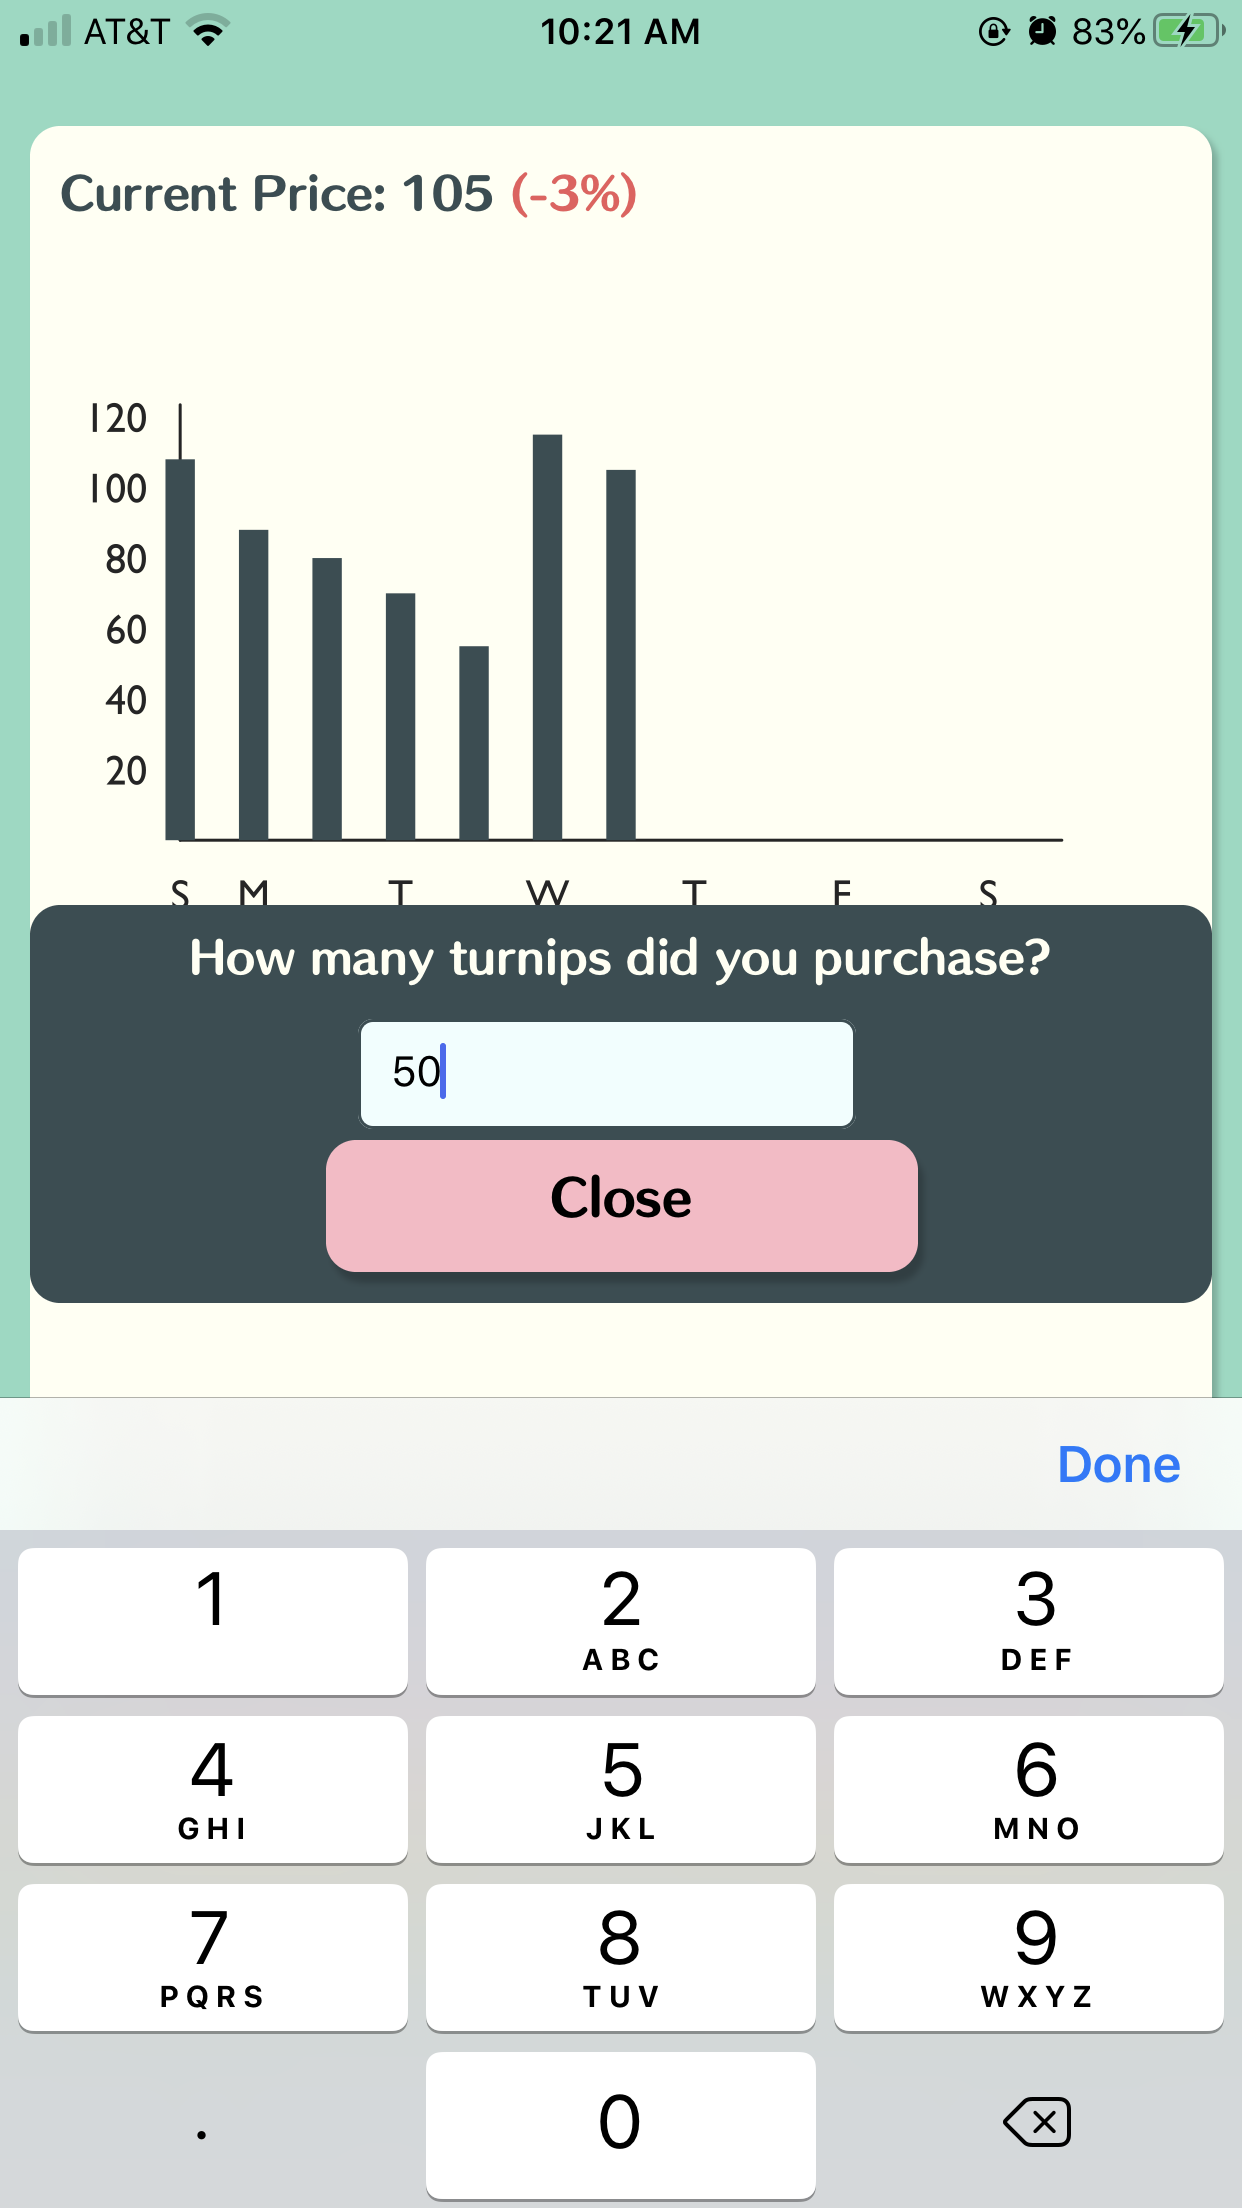 AT&T 10:21 AM 83%
Current Price: 105 (-3%)
120
100
80
60
40
20
S M T W T F S
How many turnips did you purchase?
50
Close
Done
1 2 3
ABC DEF
4 5 6
GHI JKL MNO
7 8 9
PQRS TUV WXYZ
. 0